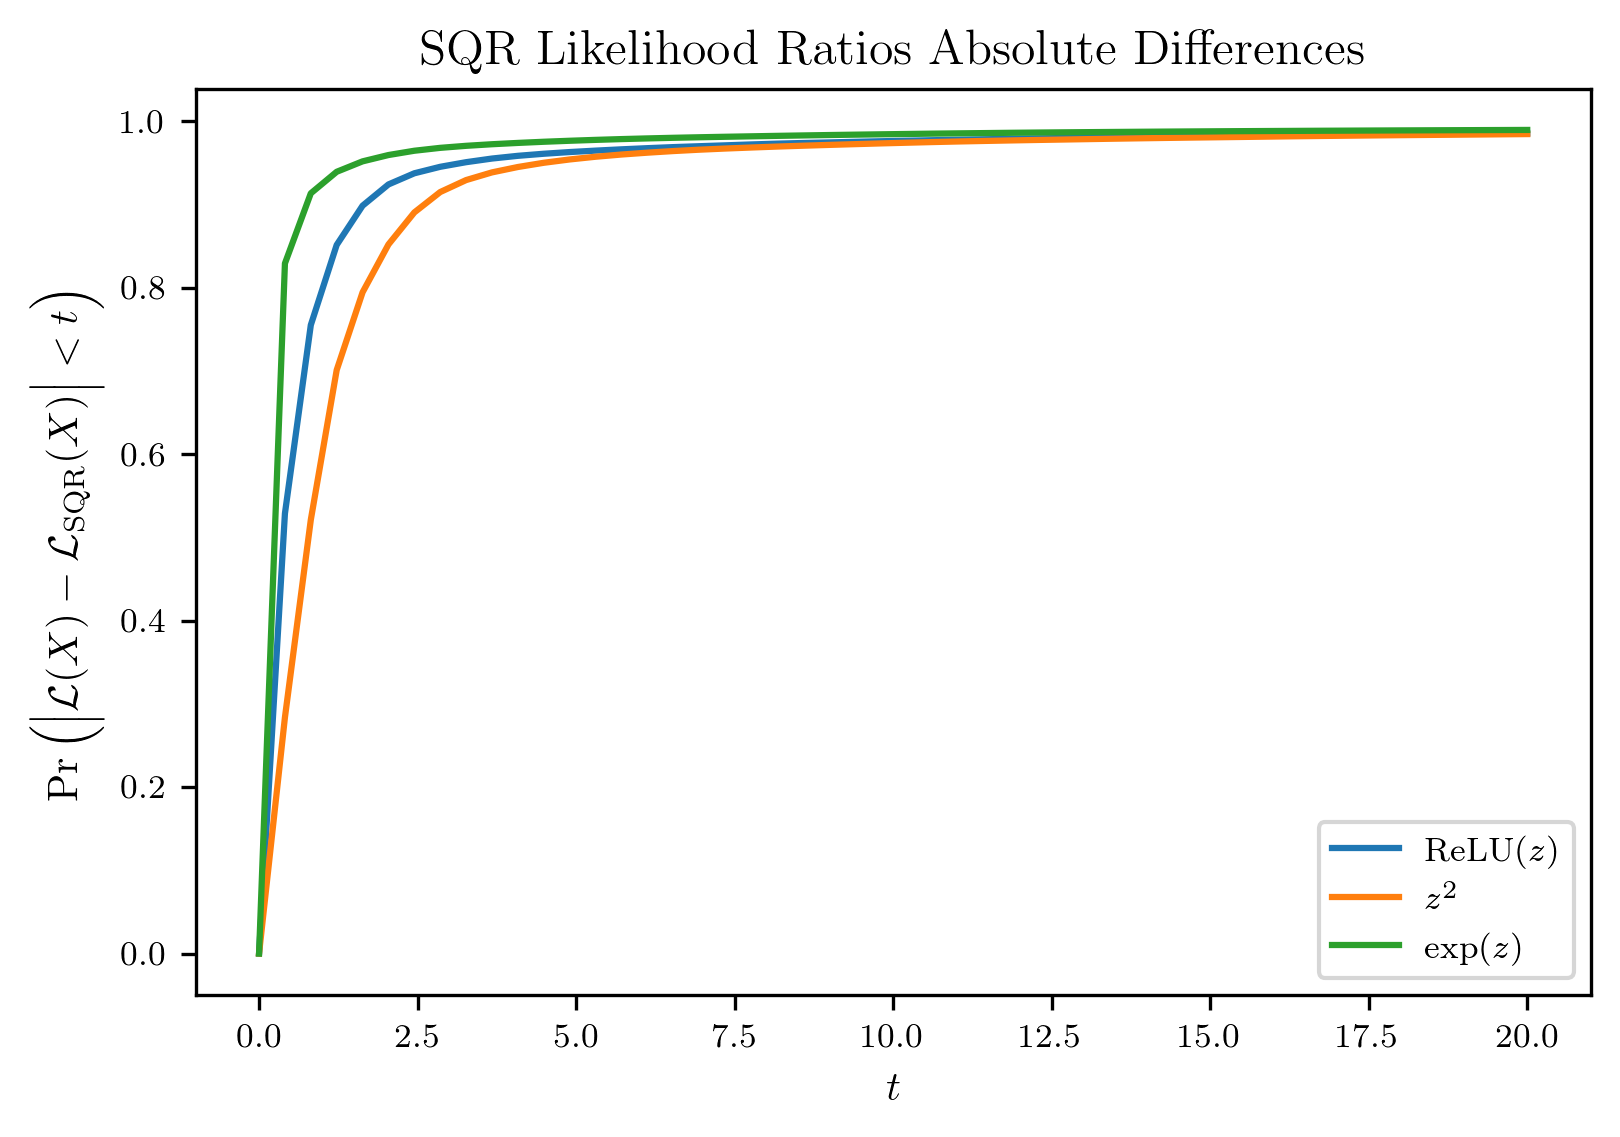 SQR Likelihood Ratios Absolute Differences
Pr (|ℒ(X) − ℒ_SQR(X)| < t)
1.0
0.8
0.6
0.4
0.2
0.0
ReLU(z)
z²
exp(z)
0.0 2.5 5.0 7.5 10.0 12.5 15.0 17.5 20.0
t